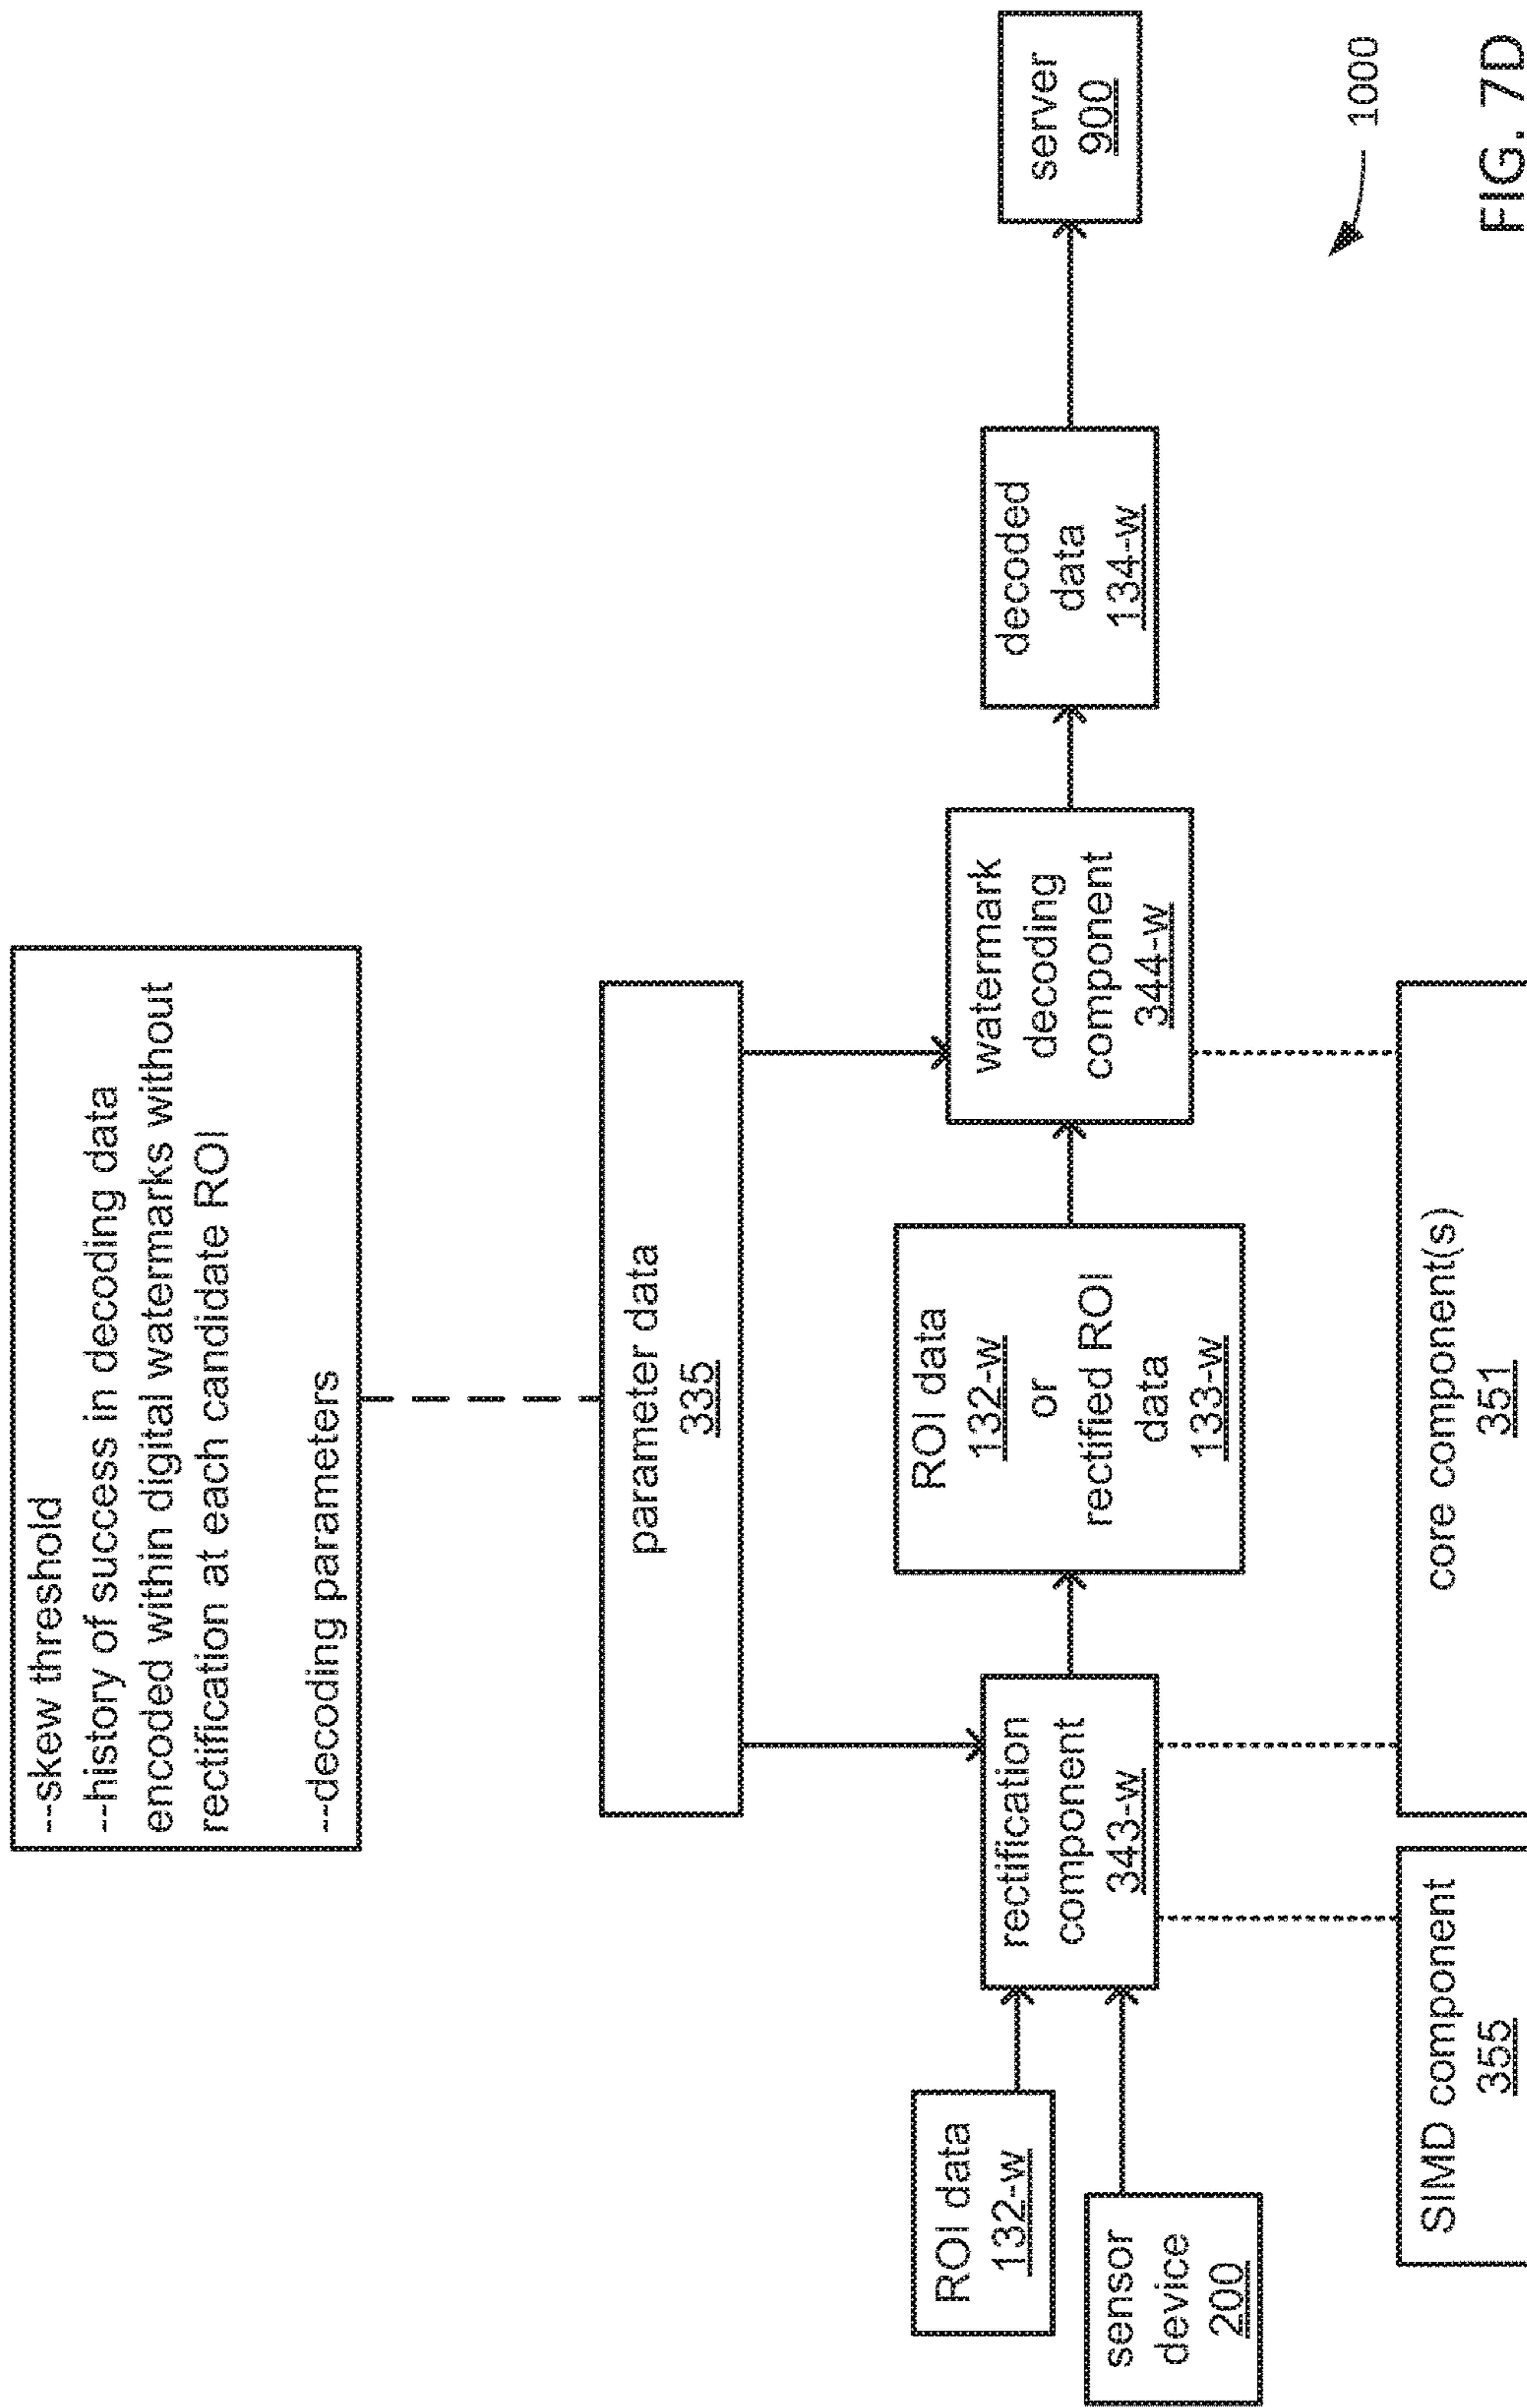 ---skew threshold
---history of success in decoding data
encoded within digital watermarks without
rectification at each candidate ROI
---decoding parameters
parameter data
335
ROI data
132-w
sensor
device
200
rectification
component
343-w
ROI data
132-w
or
rectified ROI
data
133-w
watermark
decoding
component
344-w
decoded
data
134-w
server
900
SIMD component
355
core component(s)
351
1000
FIG. 7D